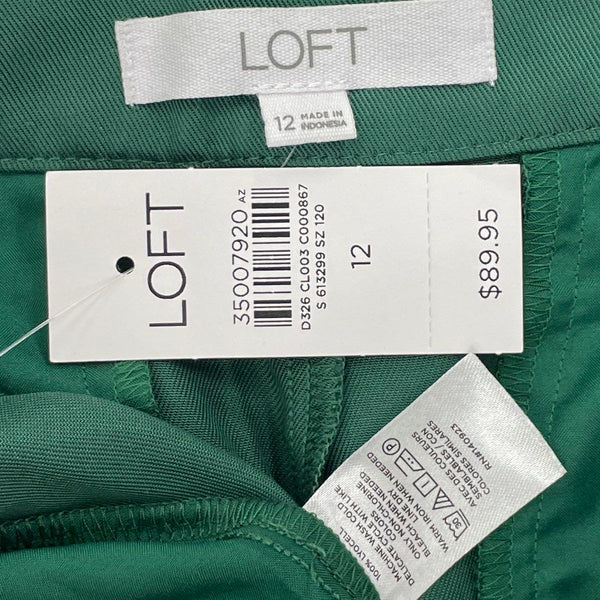 LOFT
12
MADE IN
INDONESIA
LOFT
35007920 AZ
D326 CL003 C000867
S 613299 SZ 120
12
$89.95
100% LYOCELL
MACHINE WASH COLD
DELICATE CYCLE WITH LIKE
COLORS
ONLY NON-CHLORINE
BLEACH WHEN NEEDED
LINE DRY
WARM IRON WHEN NEEDED
30
P
AVEC DES COULEURS
SEMBLABLES / CON
COLORES SIMILARES
RN#140923